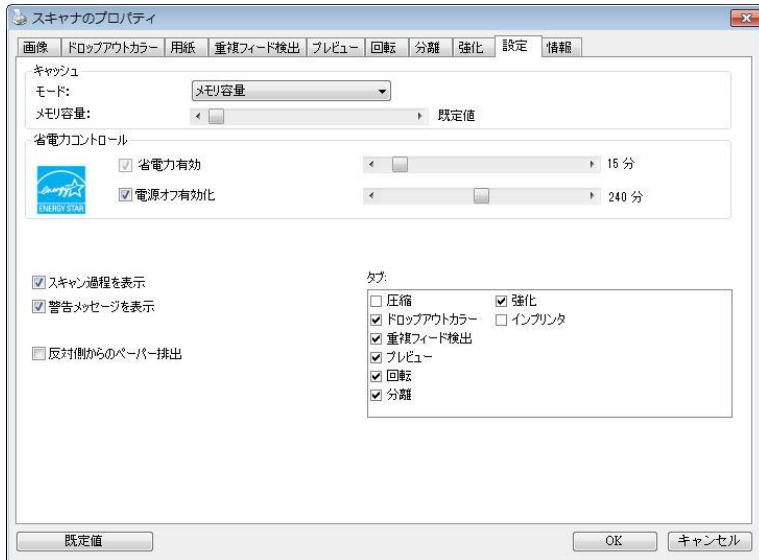 スキャナのプロパティ
画像 ドロップアウトカラー 用紙 重複フィード検出 プレビュー 回転 分離 強化 設定 情報
キャッシュ
モード: メモリ容量
メモリ容量: 既定値
省電力コントロール
省電力有効 15 分
電源オフ有効化 240 分
energy
ENERGY STAR
スキャン過程を表示
警告メッセージを表示
反対側からのペーパー排出
タブ:
圧縮 強化
ドロップアウトカラー インプリンタ
重複フィード検出
プレビュー
回転
分離
既定値 OK キャンセル